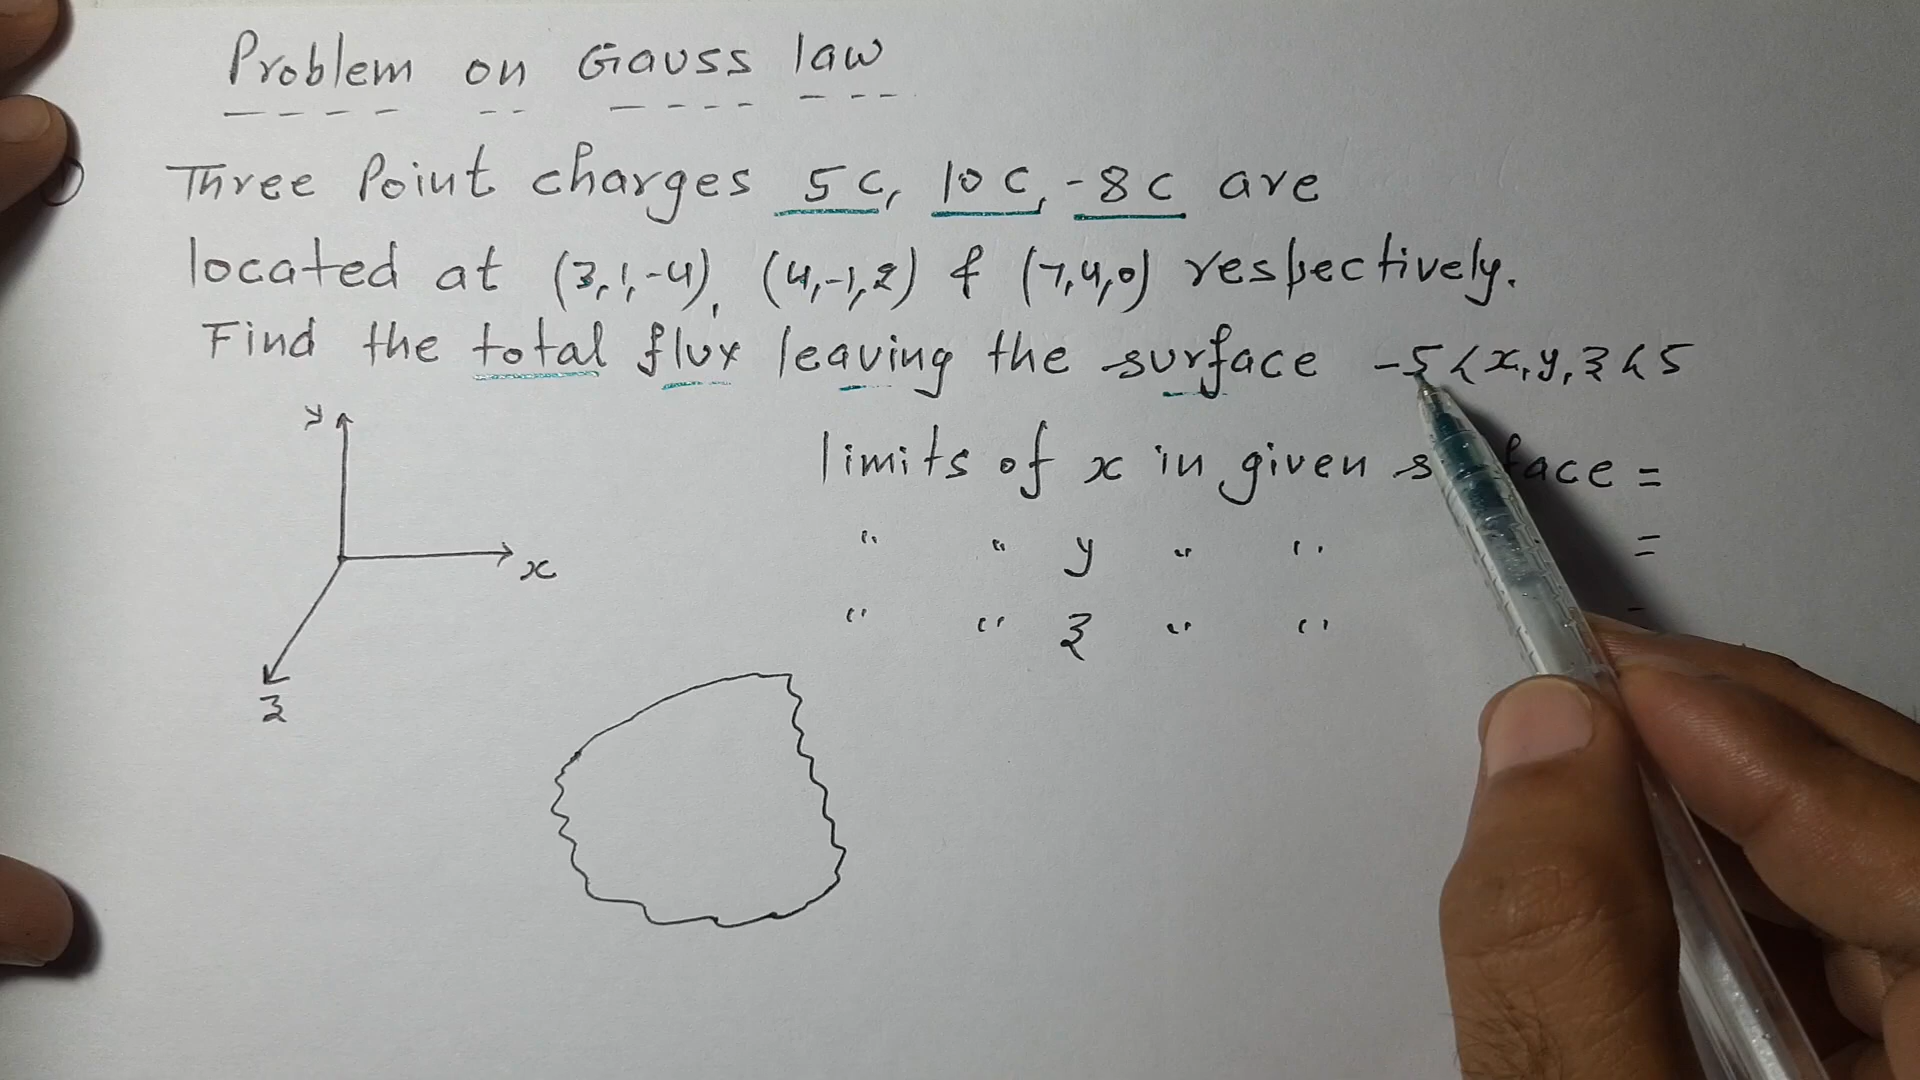 Problem on Gauss law
Three Point charges 5C, 10C, -8C are
located at (3,1,-4), (4,-1,2) & (7,4,0) respectively.
Find the total flux leaving the surface -5<x,y,z<5
y
x
z
limits of x in given =
" " y " " =
" " z " "